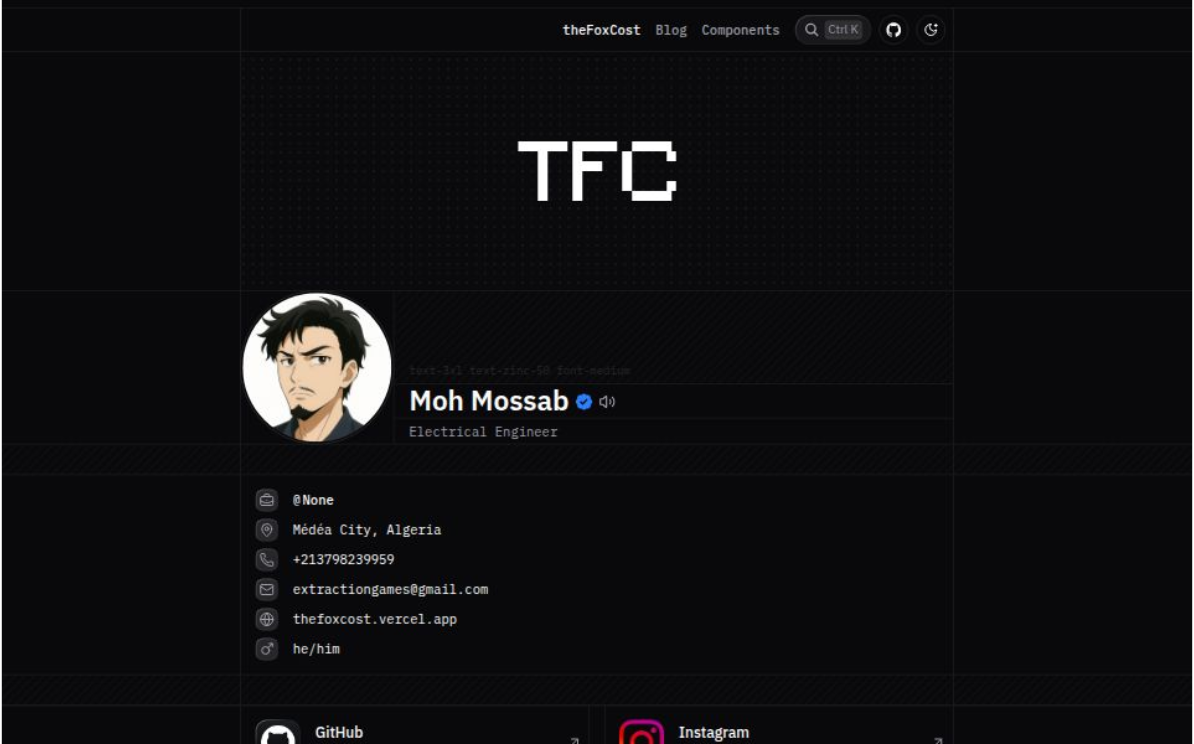 theFoxCost Blog Components Ctrl K
TFC
text-3xl text-zinc-50 font-medium
Moh Mossab
Electrical Engineer
@None
Médéa City, Algeria
+213798239959
extractiongames@gmail.com
thefoxcost.vercel.app
he/him
GitHub Instagram